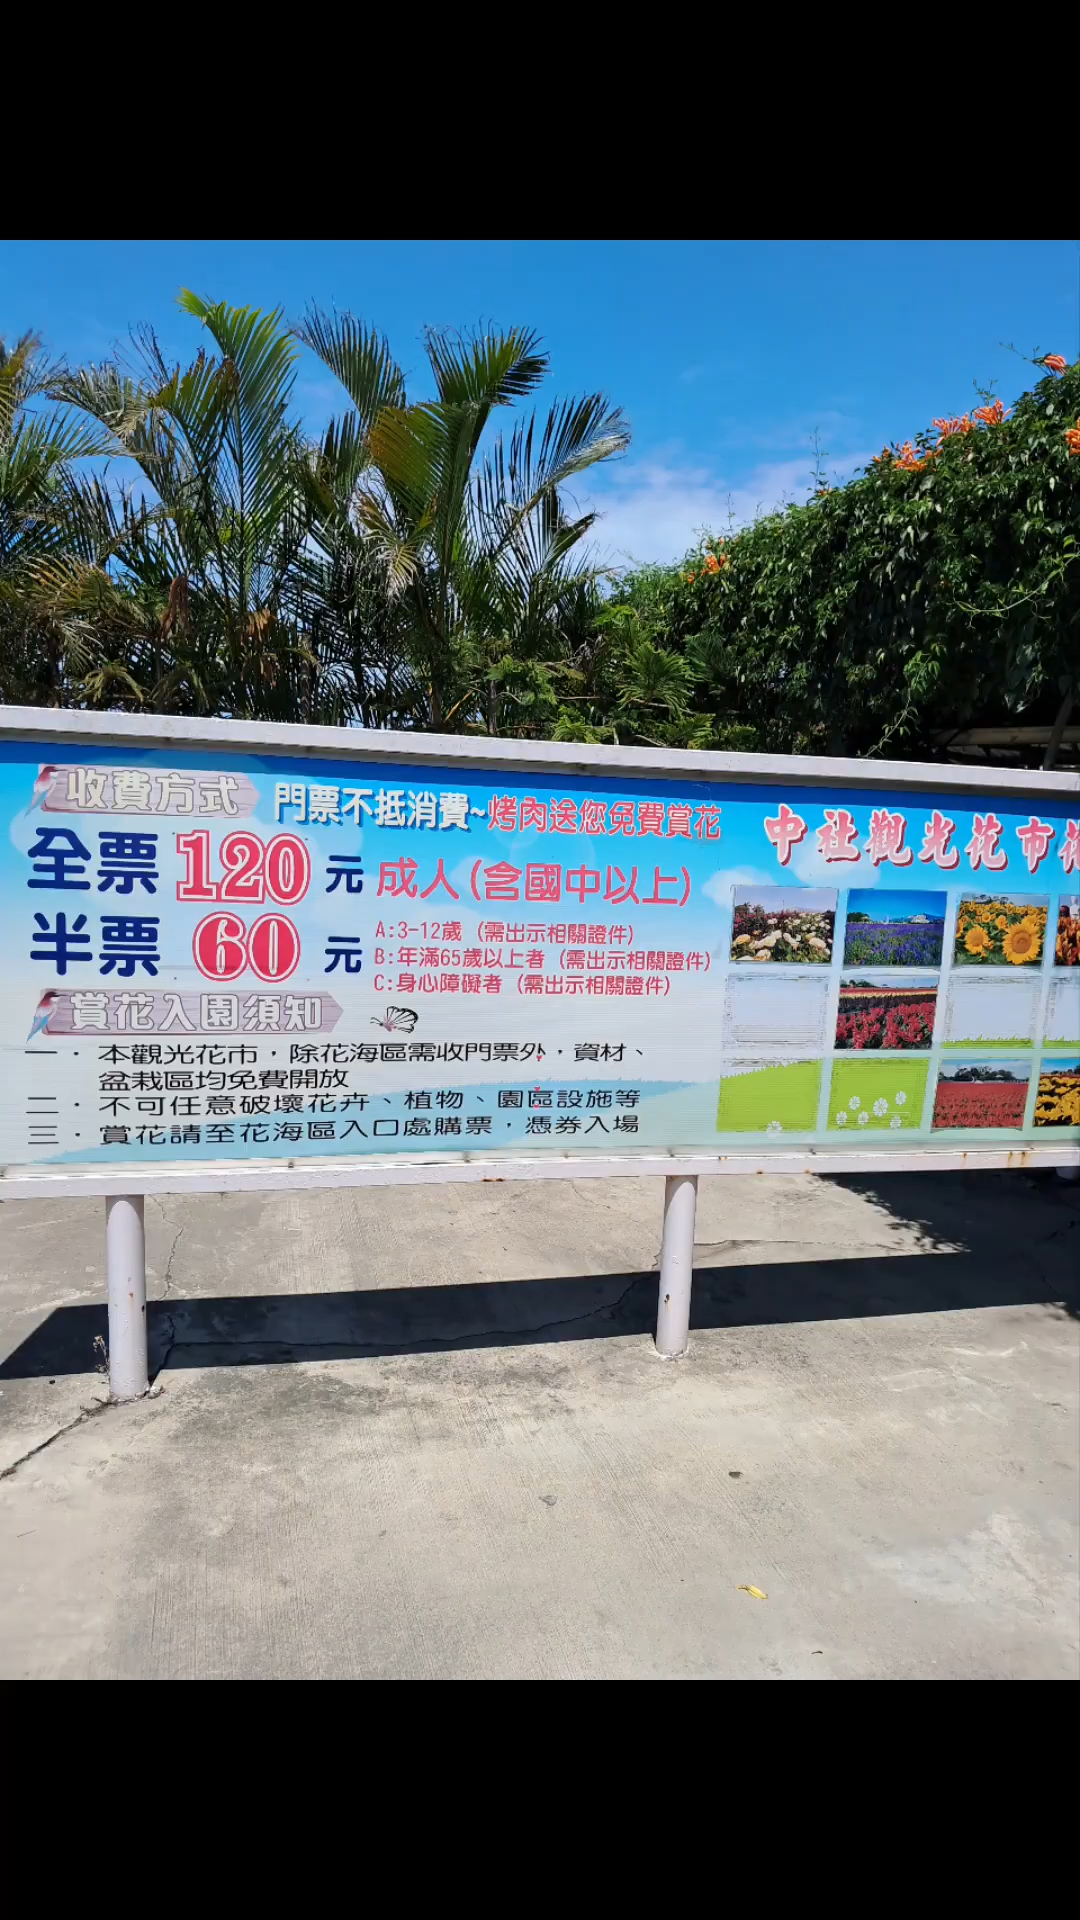 收費方式
門票不抵消費~烤肉送您免費賞花
全票 120 元 成人(含國中以上)
半票 60 元
A:3-12歲 (需出示相關證件)
B:年滿65歲以上者 (需出示相關證件)
C:身心障礙者 (需出示相關證件)
賞花入園須知
一．本觀光花市，除花海區需收門票外，資材、
盆栽區均免費開放
二．不可任意破壞花卉、植物、園區設施等
三．賞花請至花海區入口處購票，憑券入場
中社觀光花市